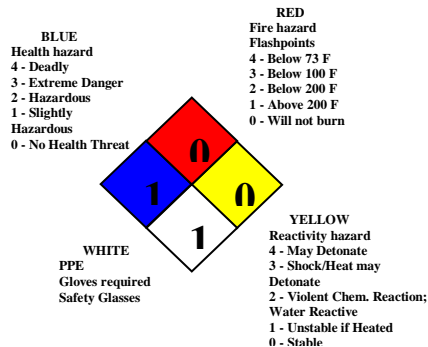 BLUE
Health hazard
4 - Deadly
3 - Extreme Danger
2 - Hazardous
1 - Slightly
Hazardous
0 - No Health Threat
RED
Fire hazard
Flashpoints
4 - Below 73 F
3 - Below 100 F
2 - Below 200 F
1 - Above 200 F
0 - Will not burn
0
1
0
1
WHITE
PPE
Gloves required
Safety Glasses
YELLOW
Reactivity hazard
4 - May Detonate
3 - Shock/Heat may
Detonate
2 - Violent Chem. Reaction;
Water Reactive
1 - Unstable if Heated
0 - Stable